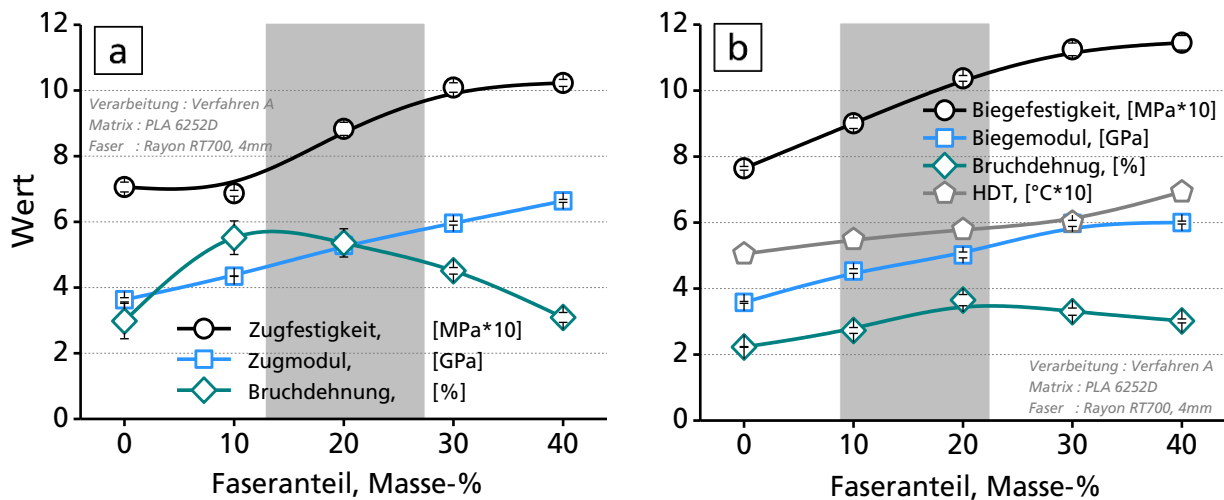 a
12
10
8
6
4
2
0
Wert
Verarbeitung : Verfahren A
Matrix : PLA 6252D
Faser : Rayon RT700, 4mm
Zugfestigkeit, [MPa*10]
Zugmodul, [GPa]
Bruchdehnung, [%]
0 10 20 30 40
Faseranteil, Masse-%
b
12
10
8
6
4
2
0
Biegefestigkeit, [MPa*10]
Biegemodul, [GPa]
Bruchdehnug, [%]
HDT, [°C*10]
Verarbeitung : Verfahren A
Matrix : PLA 6252D
Faser : Rayon RT700, 4mm
0 10 20 30 40
Faseranteil, Masse-%